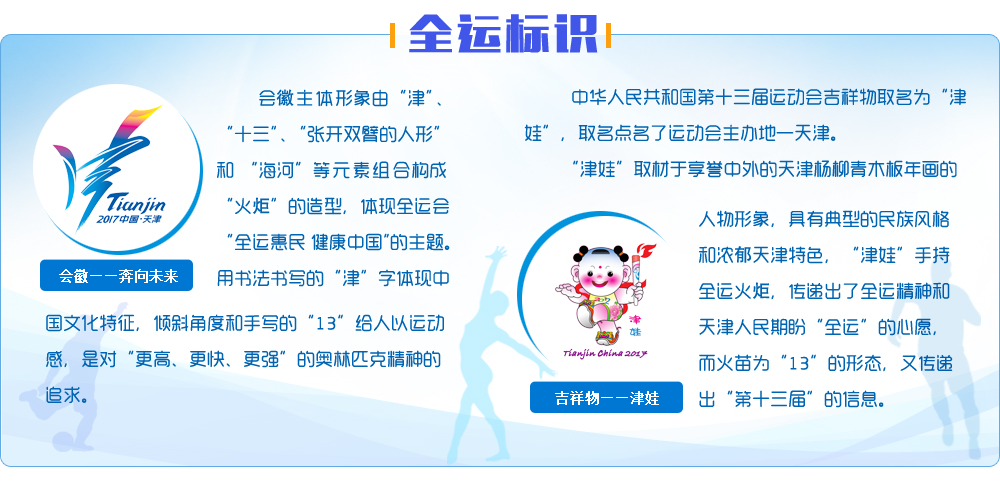 全运标识
会徽主体形象由“津”、
“十三”、“张开双臂的人形”
和 “海河”等元素组合构成
“火炬”的造型，体现全运会
“全运惠民 健康中国”的主题。
用书法书写的“津”字体现中
国文化特征，倾斜角度和手写的“13”给人以运动
感，是对“更高、更快、更强”的奥林匹克精神的
追求。
Tianjin
2017中国·天津
会徽——奔向未来
中华人民共和国第十三届运动会吉祥物取名为“津
娃”，取名点名了运动会主办地—天津。
“津娃”取材于享誉中外的天津杨柳青木板年画的
人物形象，具有典型的民族风格
和浓郁天津特色，“津娃”手持
全运火炬，传递出了全运精神和
天津人民期盼“全运”的心愿，
而火苗为“13”的形态，又传递
出“第十三届”的信息。
津
娃
Tianjin China 2017
吉祥物——津娃